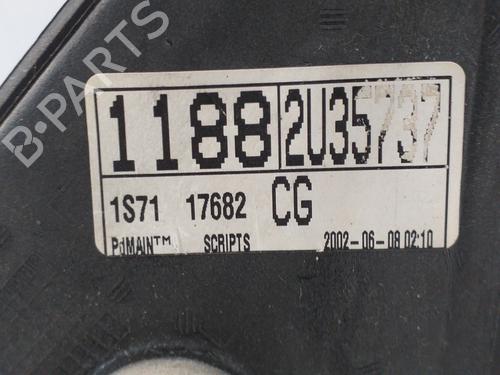 B-PARTS
1188 2U35737
1S71 17682 CG
PdMAIN™ SCRIPTS 2002-06-08 02:10